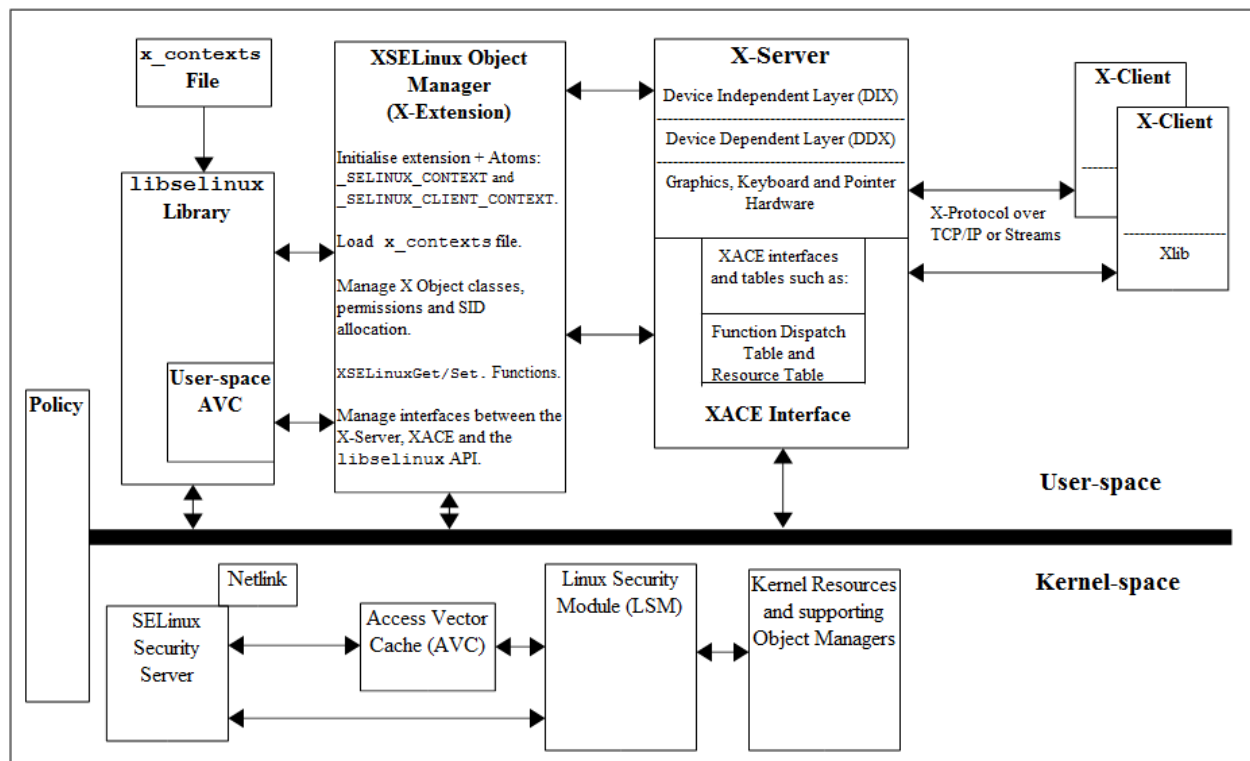 x_contexts
File
libselinux
Library
User-space
AVC
Policy
XSELinux Object
Manager
(X-Extension)
Initialise extension + Atoms:
_SELINUX_CONTEXT and
_SELINUX_CLIENT_CONTEXT.
Load x_contexts file.
Manage X Object classes,
permissions and SID
allocation.
XSELinuxGet/Set. Functions.
Manage interfaces between the
X-Server, XACE and the
libselinux API.
X-Server
Device Independent Layer (DIX)
Device Dependent Layer (DDX)
Graphics, Keyboard and Pointer
Hardware
XACE interfaces
and tables such as:
Function Dispatch
Table and
Resource Table
XACE Interface
X-Protocol over
TCP/IP or Streams
X-Client
X-Client
Xlib
User-space
Kernel-space
Netlink
SELinux
Security
Server
Access Vector
Cache (AVC)
Linux Security
Module (LSM)
Kernel Resources
and supporting
Object Managers